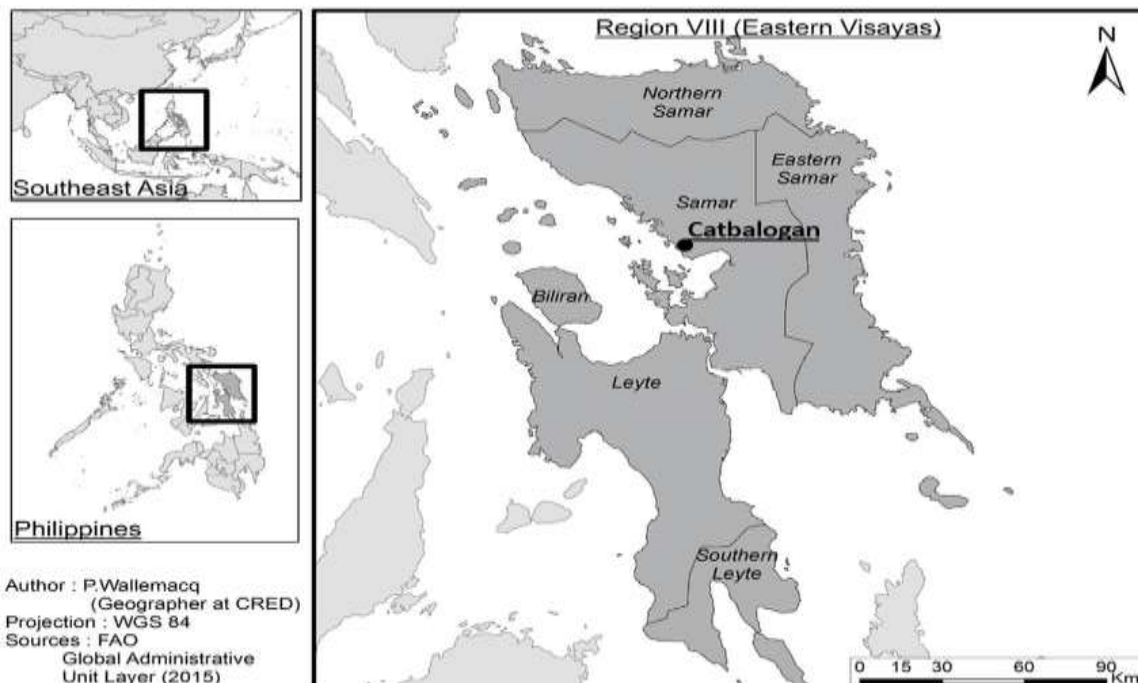 Southeast Asia
Philippines
Author : P.Wallemacq
(Geographer at CRED)
Projection : WGS 84
Sources : FAO
Global Administrative
Unit Layer (2015)
Region VIII (Eastern Visayas)
N
Northern
Samar
Eastern
Samar
Samar
Catbalogan
Biliran
Leyte
Southern
Leyte
0 15 30 60 90
Km